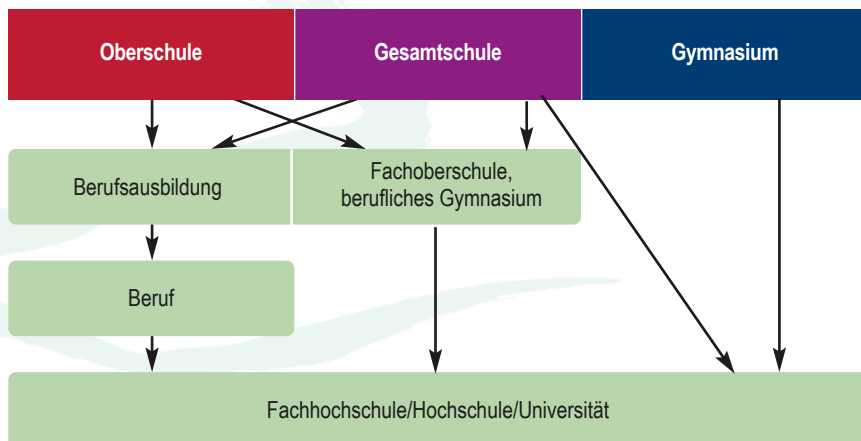 Oberschule
Gesamtschule
Gymnasium
Berufsausbildung
Fachoberschule,
berufliches Gymnasium
Beruf
Fachhochschule/Hochschule/Universität